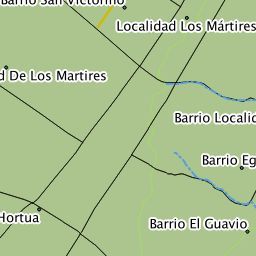 Barrio San Victorino
Localidad Los Mártires
d De Los Martires
Barrio Localid
Barrio Eg
Hortua
Barrio El Guavio